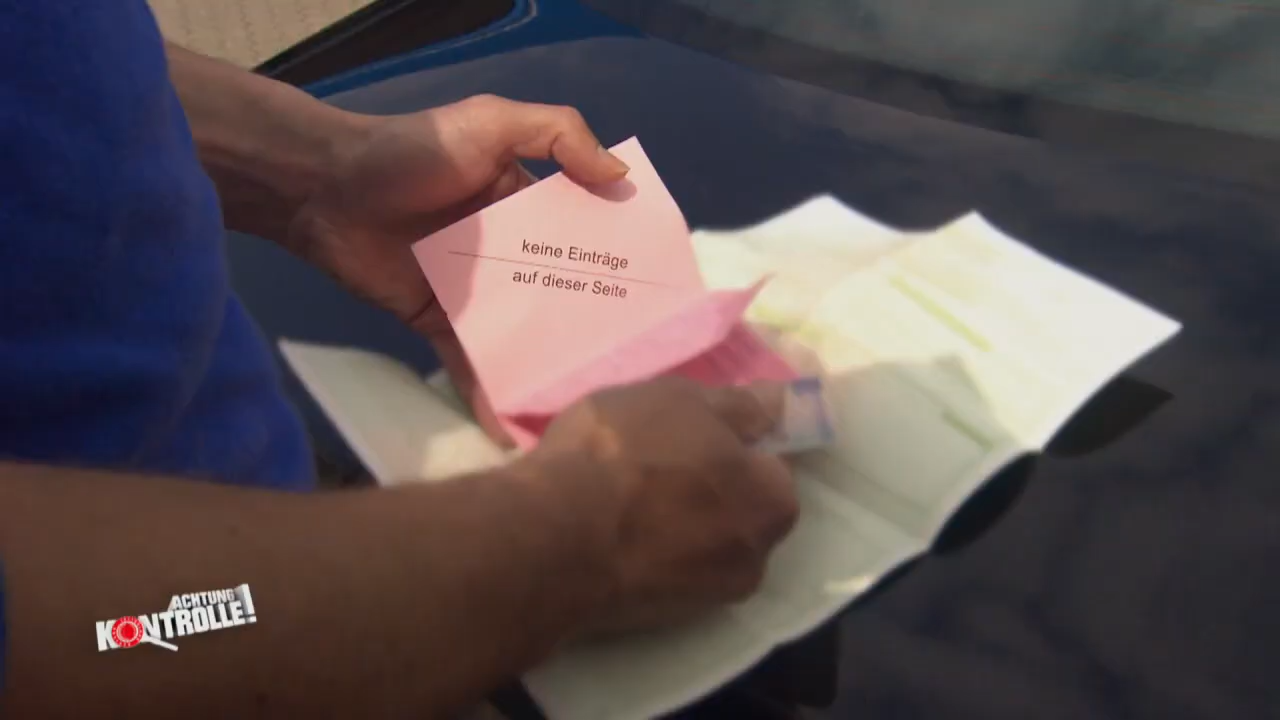 keine Einträge
auf dieser Seite
ACHTUNG
KONTROLLE!